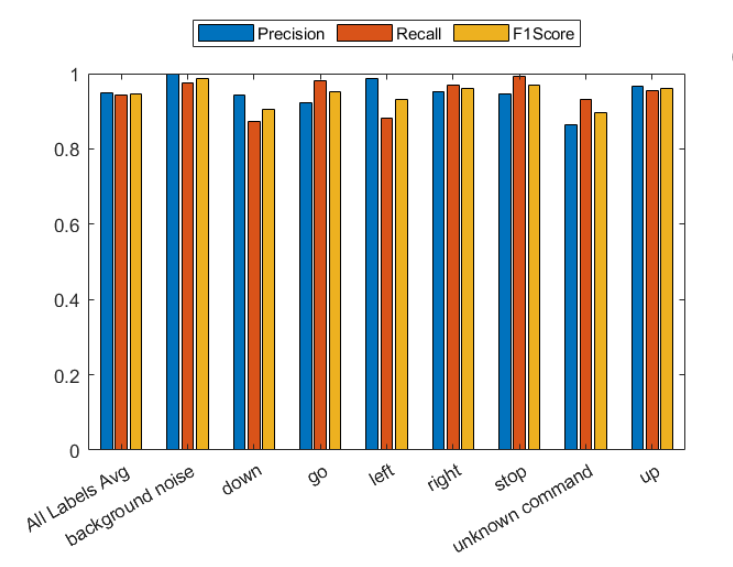 Precision Recall F1Score
1
0.8
0.6
0.4
0.2
0
All Labels Avg
background noise
down
go
left
right
stop
unknown command
up